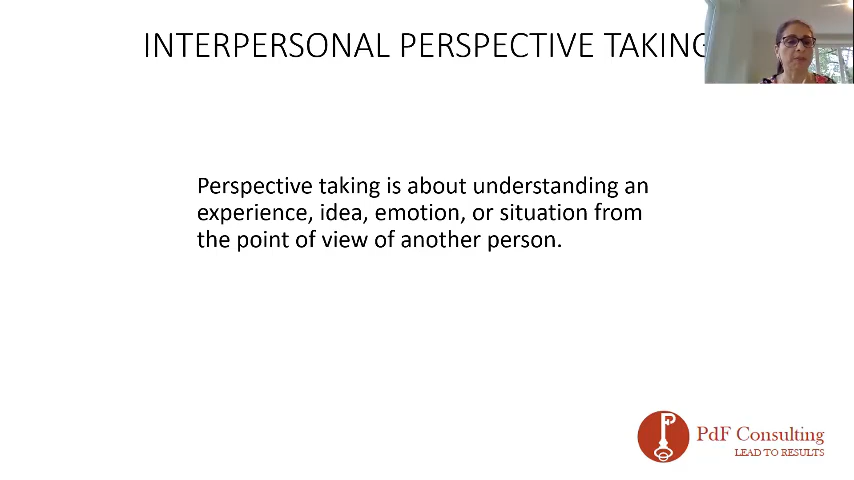 INTERPERSONAL PERSPECTIVE TAKING
Perspective taking is about understanding an
experience, idea, emotion, or situation from
the point of view of another person.
PdF Consulting
LEAD TO RESULTS